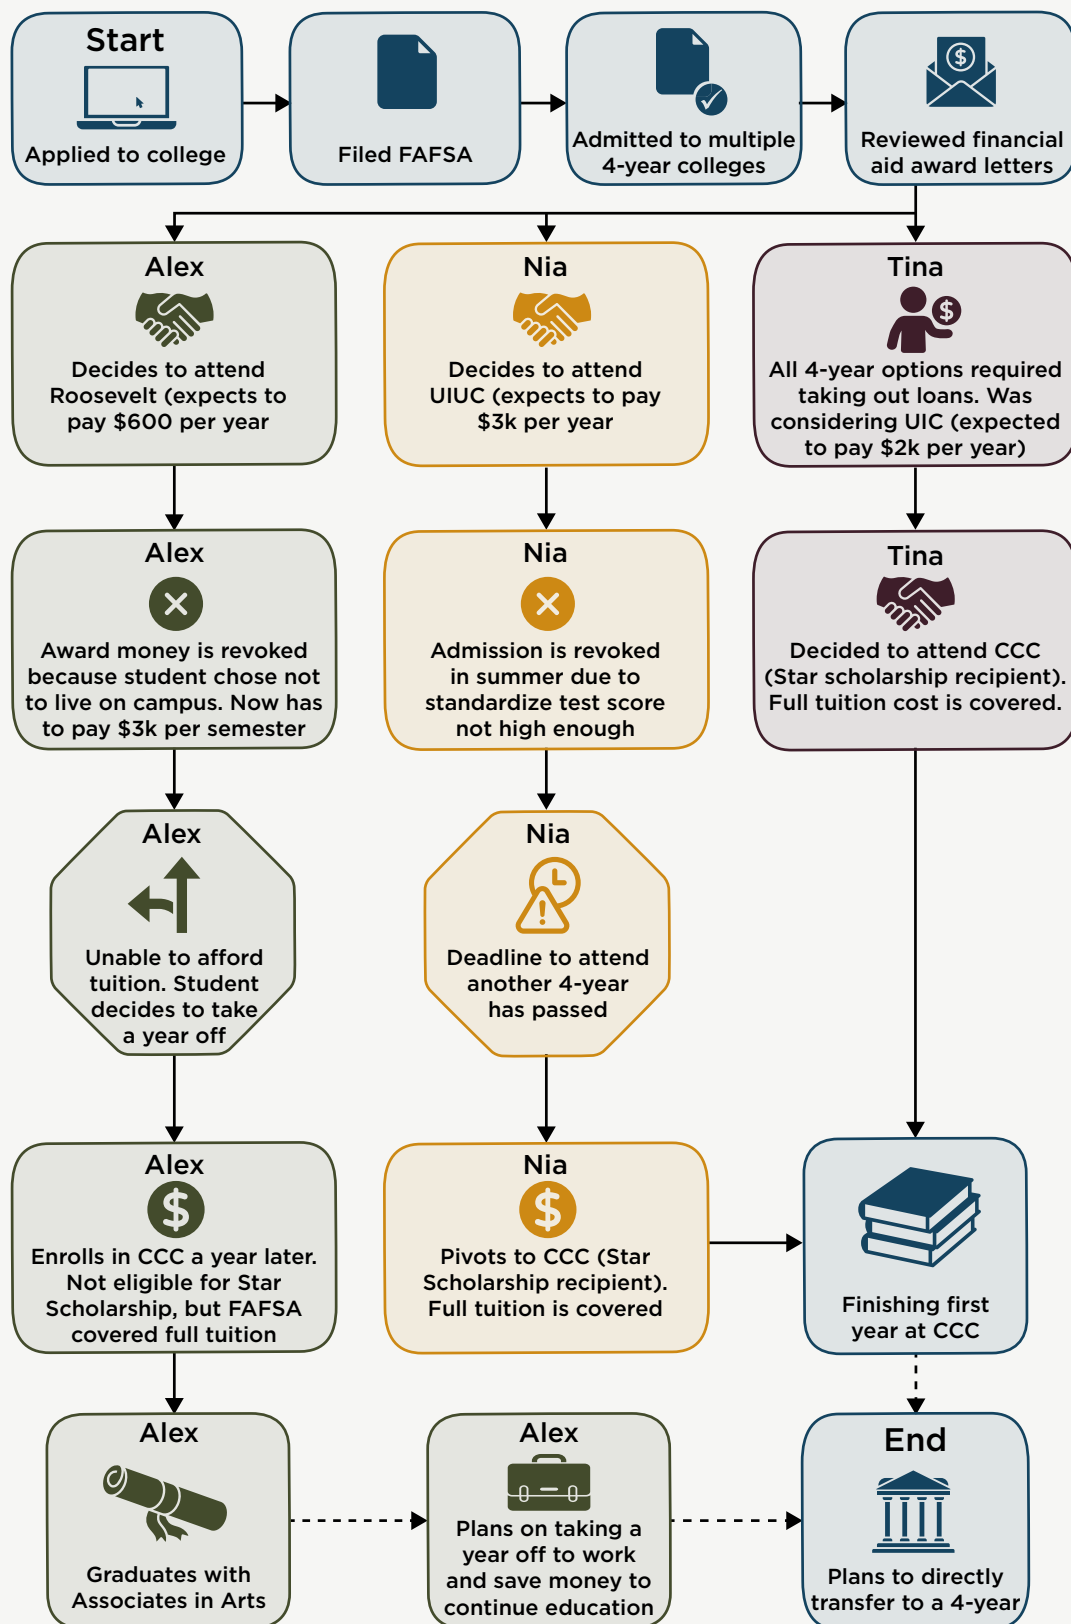 Start
Applied to college
Filed FAFSA
Admitted to multiple
4-year colleges
$
Reviewed financial
aid award letters
Alex
Decides to attend
Roosevelt (expects to
pay $600 per year
Nia
Decides to attend
UIUC (expects to pay
$3k per year
Tina
$
All 4-year options required
taking out loans. Was
considering UIC (expected
to pay $2k per year)
Alex
Award money is revoked
because student chose not
to live on campus. Now has
to pay $3k per semester
Nia
Admission is revoked
in summer due to
standardize test score
not high enough
Tina
Decided to attend CCC
(Star scholarship recipient).
Full tuition cost is covered.
Alex
Unable to afford
tuition. Student
decides to take
a year off
Nia
!
Deadline to attend
another 4-year
has passed
Alex
$
Enrolls in CCC a year later.
Not eligible for Star
Scholarship, but FAFSA
covered full tuition
Nia
$
Pivots to CCC (Star
Scholarship recipient).
Full tuition is covered
Finishing first
year at CCC
Alex
Graduates with
Associates in Arts
Alex
Plans on taking a
year off to work
and save money to
continue education
End
Plans to directly
transfer to a 4-year